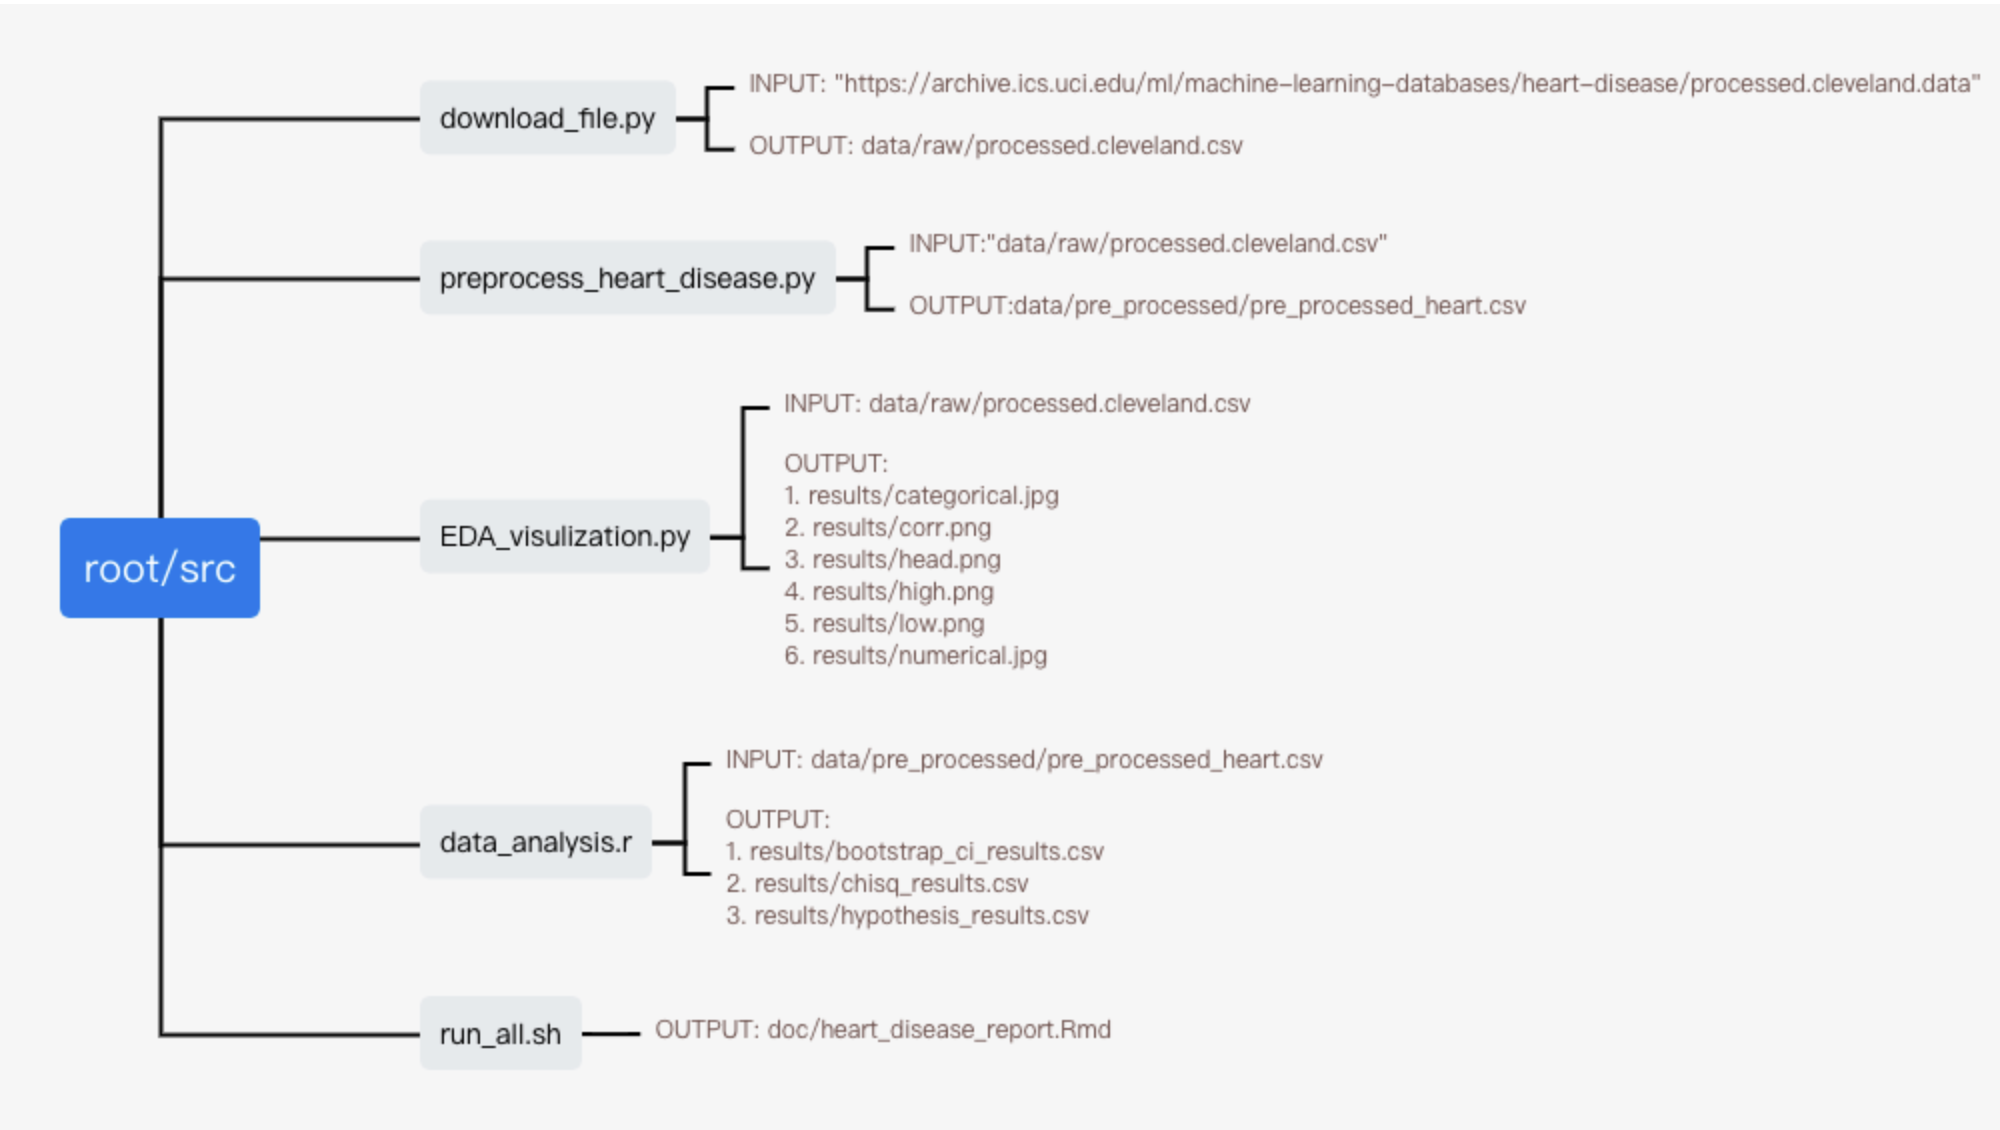 root/src
download_file.py
INPUT: "https://archive.ics.uci.edu/ml/machine-learning-databases/heart-disease/processed.cleveland.data"
OUTPUT: data/raw/processed.cleveland.csv
preprocess_heart_disease.py
INPUT:"data/raw/processed.cleveland.csv"
OUTPUT:data/pre_processed/pre_processed_heart.csv
EDA_visulization.py
INPUT: data/raw/processed.cleveland.csv
OUTPUT:
1. results/categorical.jpg
2. results/corr.png
3. results/head.png
4. results/high.png
5. results/low.png
6. results/numerical.jpg
data_analysis.r
INPUT: data/pre_processed/pre_processed_heart.csv
OUTPUT:
1. results/bootstrap_ci_results.csv
2. results/chisq_results.csv
3. results/hypothesis_results.csv
run_all.sh
OUTPUT: doc/heart_disease_report.Rmd